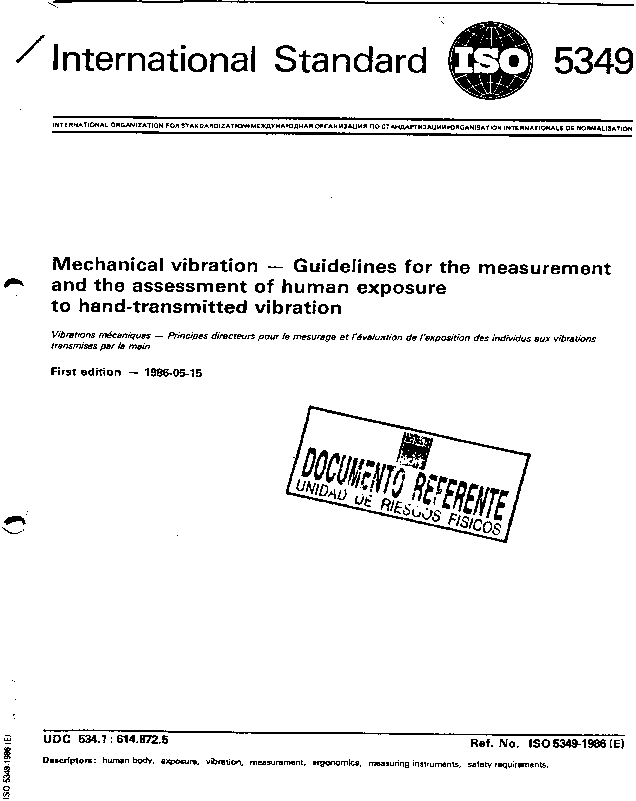 International Standard ISO 5349
INTERNATIONAL ORGANIZATION FOR STANDARDIZATION•МЕЖДУНАРОДНАЯ ОРГАНИЗАЦИЯ ПО СТАНДАРТИЗАЦИИ•ORGANISATION INTERNATIONALE DE NORMALISATION
Mechanical vibration — Guidelines for the measurement
and the assessment of human exposure
to hand-transmitted vibration
Vibrations mécaniques — Principes directeurs pour le mesurage et l'évaluation de l'exposition des individus aux vibrations
transmises par la main
First edition — 1986-05-15
DOCUMENTO REFERENTE
UNIDAD DE RIESGOS FISICOS
UDC 534.1 : 614.872.5
Ref. No. ISO 5349-1986 (E)
Descriptors: human body, exposure, vibration, measurement, ergonomics, measuring instruments, safety requirements.
ISO 5349-1986 (E)